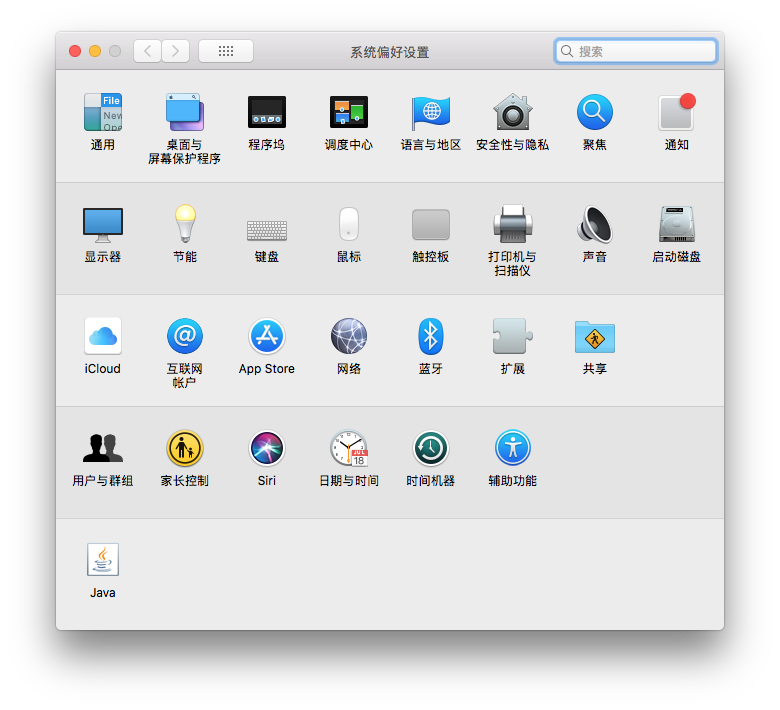 系统偏好设置
搜索
File
New
Ope
通用
桌面与
屏幕保护程序
程序坞
调度中心
语言与地区
安全性与隐私
聚焦
通知
显示器
节能
键盘
鼠标
触控板
打印机与
扫描仪
声音
启动磁盘
iCloud
@
互联网
帐户
App Store
网络
蓝牙
扩展
共享
用户与群组
家长控制
Siri
JUL
18
日期与时间
时间机器
辅助功能
Java